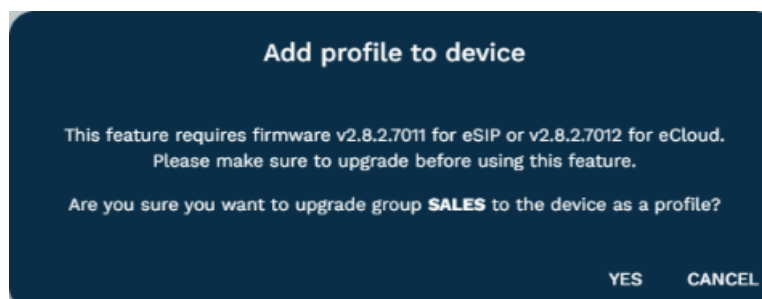 Add profile to device
This feature requires firmware v2.8.2.7011 for eSIP or v2.8.2.7012 for eCloud.
Please make sure to upgrade before using this feature.
Are you sure you want to upgrade group SALES to the device as a profile?
YES CANCEL